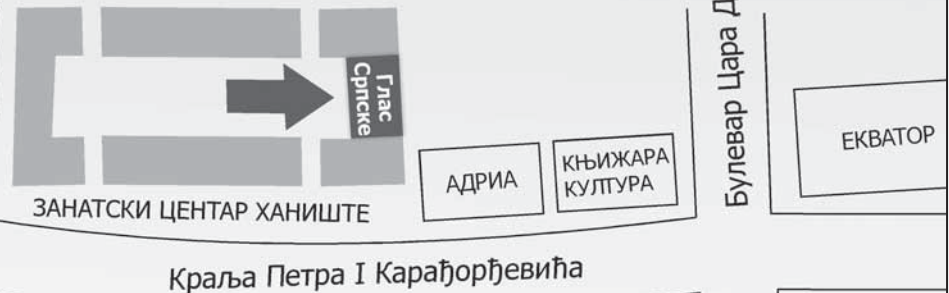 Глас
Српске
АДРИА
КЊИЖАРА
КУЛТУРА
Булевар Цара
ЕКВАТОР
ЗАНАТСКИ ЦЕНТАР ХАНИШТЕ
Краља Петра I Карађорђевића